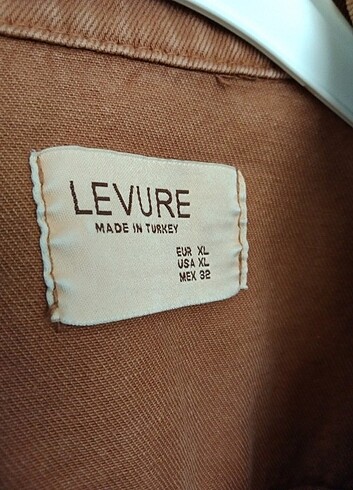 LEVURE
MADE IN TURKEY
EUR XL
USA XL
MEX 32